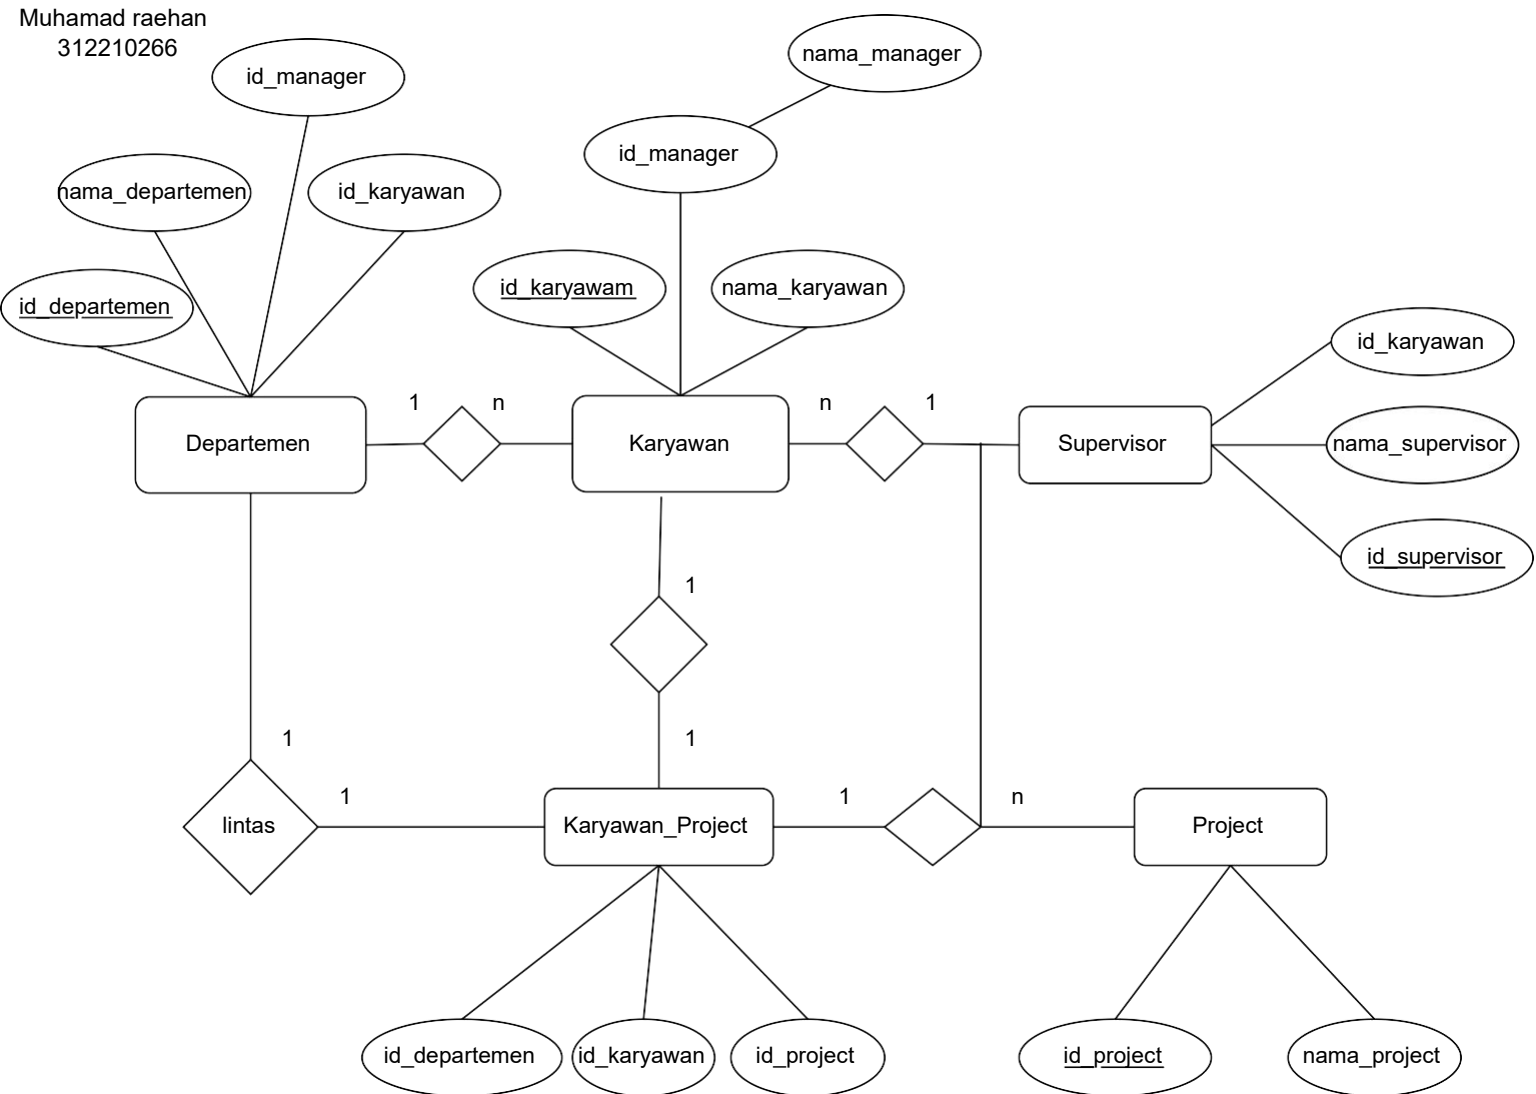 Muhamad raehan
312210266
nama_manager
id_manager
id_manager
nama_departemen
id_karyawan
id_karyawam
nama_karyawan
id_departemen
id_karyawan
1
n
n
1
Departemen
Karyawan
Supervisor
nama_supervisor
id_supervisor
1
1
1
1
1
n
lintas
Karyawan_Project
Project
id_departemen
id_karyawan
id_project
id_project
nama_project